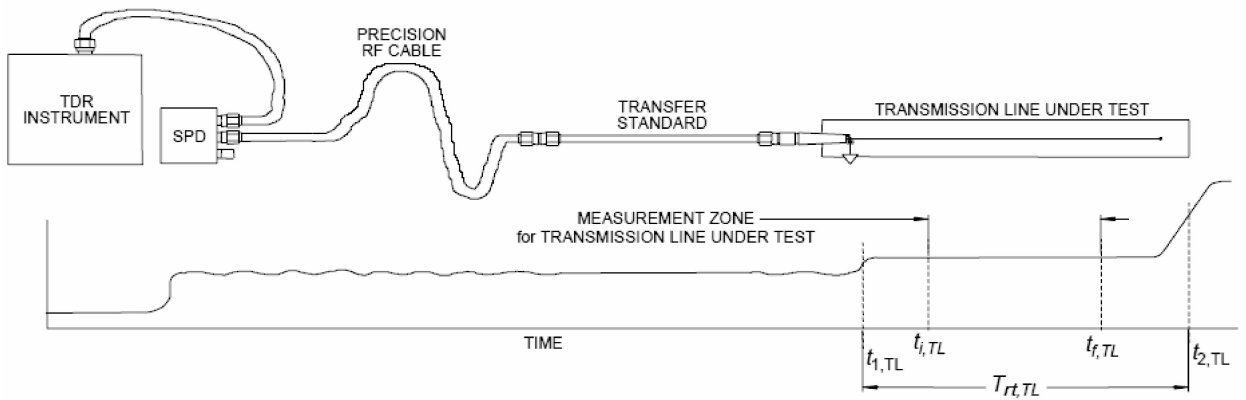 PRECISION
RF CABLE
TDR
INSTRUMENT
SPD
TRANSFER
STANDARD
TRANSMISSION LINE UNDER TEST
MEASUREMENT ZONE
for TRANSMISSION LINE UNDER TEST
TIME
t1,TL
ti,TL
tf,TL
t2,TL
Trt,TL